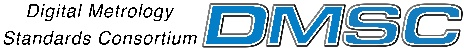 Digital Metrology
Standards Consortium
DMSC